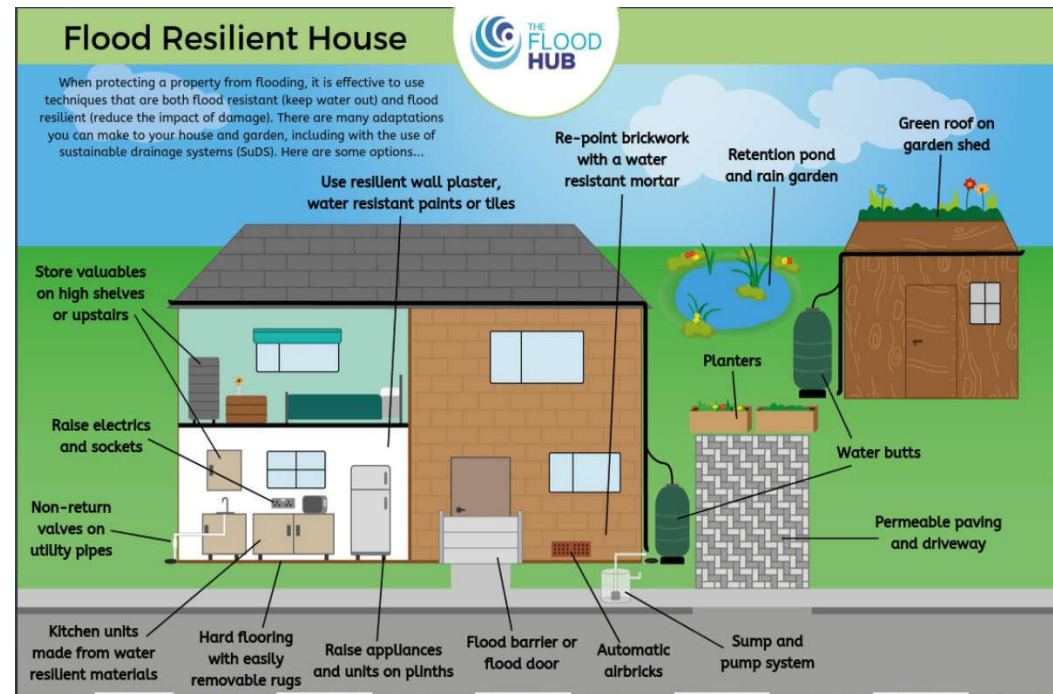 Flood Resilient House
THE
FLOOD
HUB
When protecting a property from flooding, it is effective to use
techniques that are both flood resistant (keep water out) and flood
resilient (reduce the impact of damage). There are many adaptations
you can make to your house and garden, including with the use of
sustainable drainage systems (SuDS). Here are some options...
Use resilient wall plaster,
water resistant paints or tiles
Re-point brickwork
with a water
resistant mortar
Retention pond
and rain garden
Green roof on
garden shed
Store valuables
on high shelves
or upstairs
Raise electrics
and sockets
Non-return
valves on
utility pipes
Planters
Water butts
Permeable paving
and driveway
Kitchen units
made from water
resilient materials
Hard flooring
with easily
removable rugs
Raise appliances
and units on plinths
Flood barrier or
flood door
Automatic
airbricks
Sump and
pump system